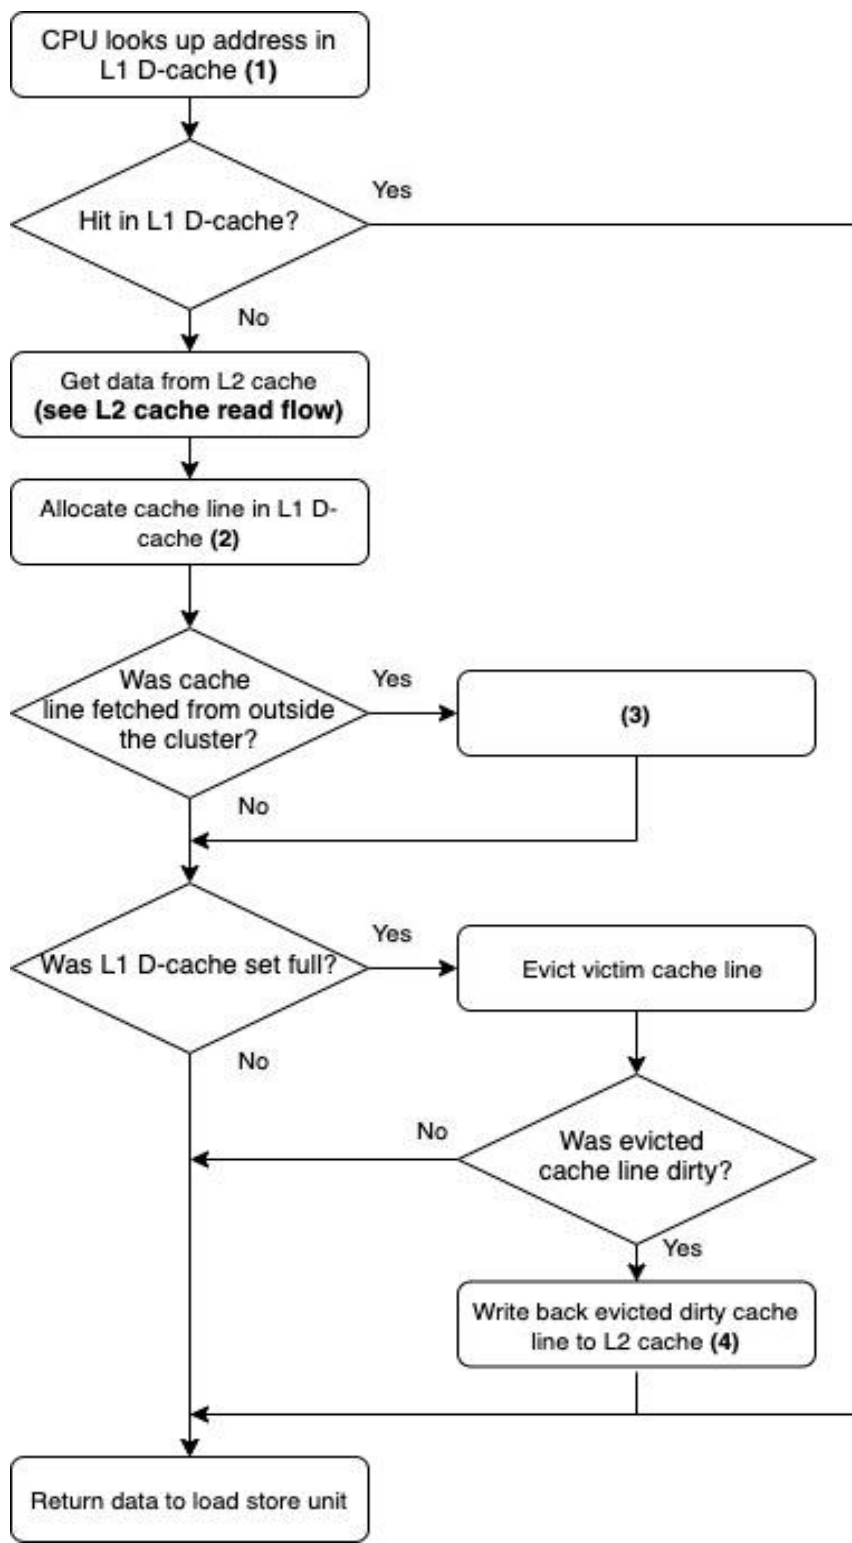 CPU looks up address in
L1 D-cache (1)
Hit in L1 D-cache?
Yes
No
Get data from L2 cache
(see L2 cache read flow)
Allocate cache line in L1 D-
cache (2)
Was cache
line fetched from outside
the cluster?
Yes
(3)
No
Was L1 D-cache set full?
Yes
Evict victim cache line
No
No
Was evicted
cache line dirty?
Yes
Write back evicted dirty cache
line to L2 cache (4)
Return data to load store unit